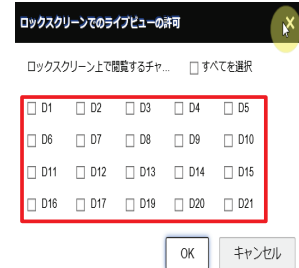 ロックスクリーンでのライブビューの許可
X
ロックスクリーン上で閲覧するチャ... すべてを選択
D1 D2 D3 D4 D5
D6 D7 D8 D9 D10
D11 D12 D13 D14 D15
D16 D17 D19 D20 D21
OK キャンセル